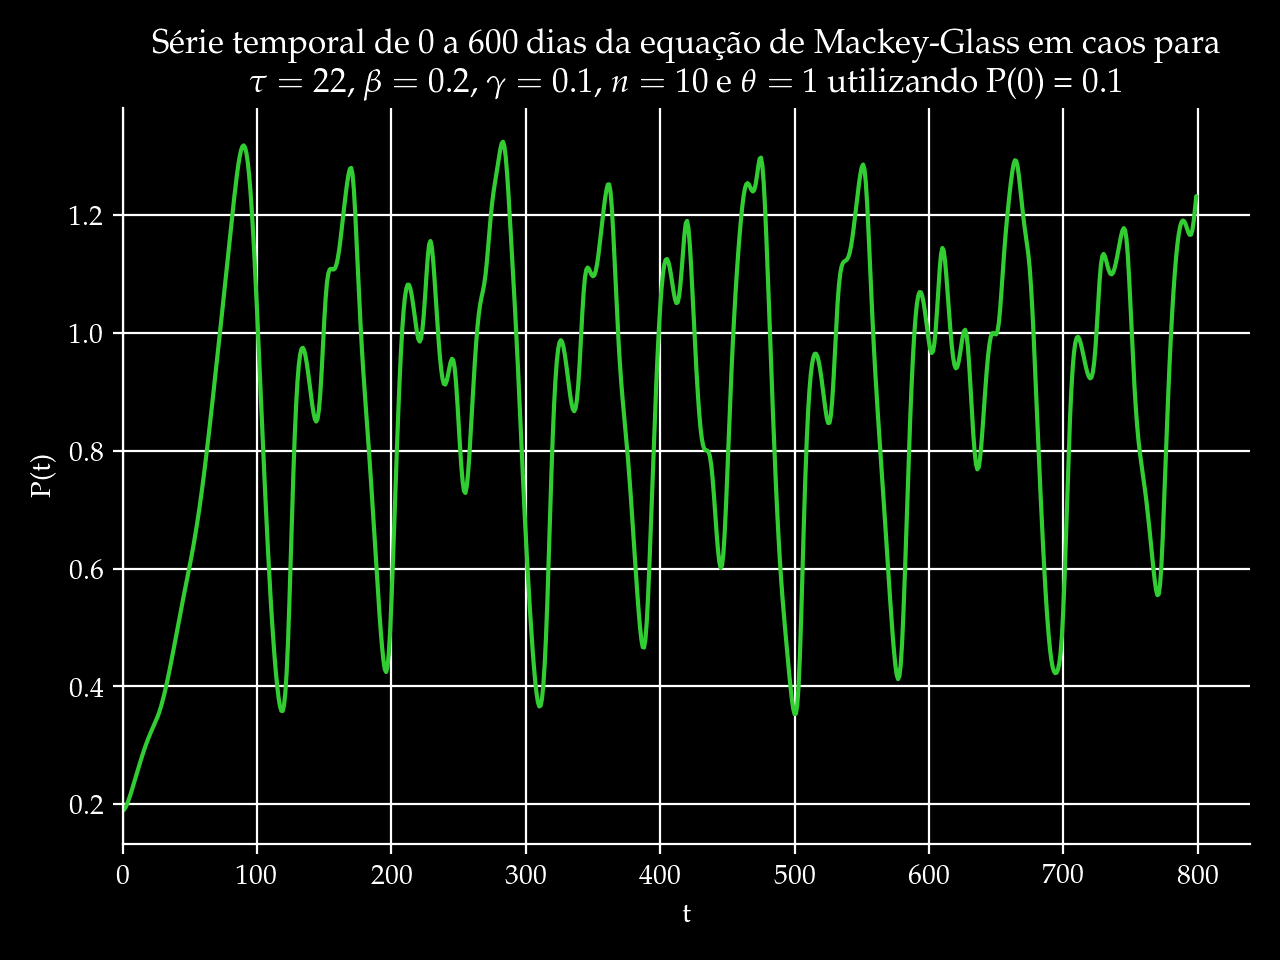 Série temporal de 0 a 600 dias da equação de Mackey-Glass em caos para
τ = 22, β = 0.2, γ = 0.1, n = 10 e θ = 1 utilizando P(0) = 0.1
P(t)
1.2
1.0
0.8
0.6
0.4
0.2
0 100 200 300 400 500 600 700 800
t